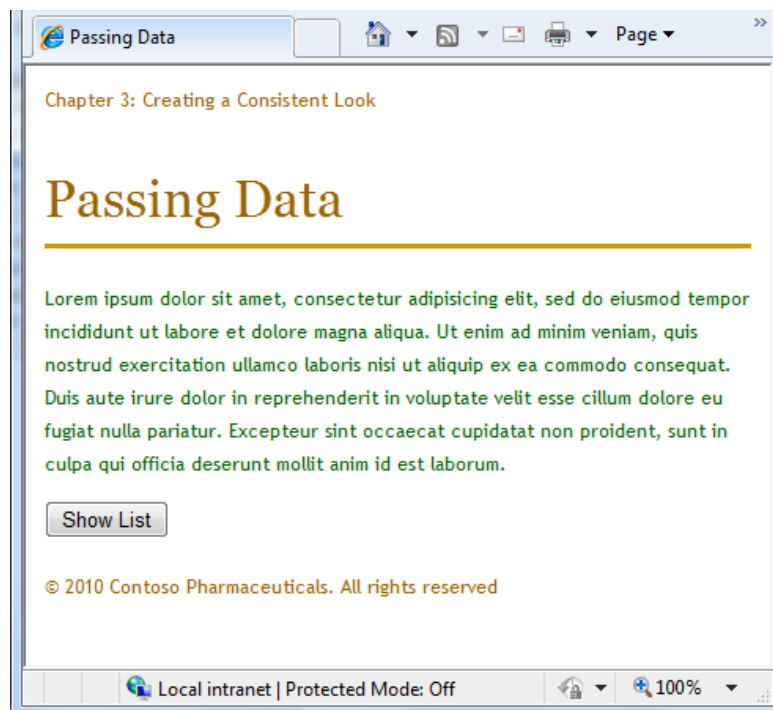 Passing Data
Page
»
Chapter 3: Creating a Consistent Look
Passing Data
Lorem ipsum dolor sit amet, consectetur adipisicing elit, sed do eiusmod tempor
incididunt ut labore et dolore magna aliqua. Ut enim ad minim veniam, quis
nostrud exercitation ullamco laboris nisi ut aliquip ex ea commodo consequat.
Duis aute irure dolor in reprehenderit in voluptate velit esse cillum dolore eu
fugiat nulla pariatur. Excepteur sint occaecat cupidatat non proident, sunt in
culpa qui officia deserunt mollit anim id est laborum.
Show List
© 2010 Contoso Pharmaceuticals. All rights reserved
Local intranet | Protected Mode: Off
100%